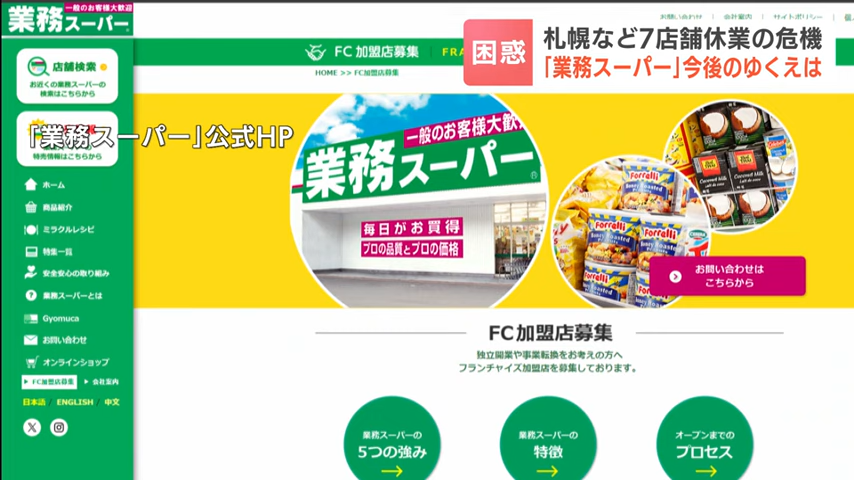 業務スーパー
一般のお客様大歓迎
店舗検索
お近くの業務スーパーの
検索はこちらから
「業務スーパー」公式HP
特売情報はこちらから
ホーム
商品紹介
ミラクルレシピ
特集一覧
安全安心の取り組み
業務スーパーとは
Gyomuca
お問い合わせ
オンラインショップ
FC加盟店募集
会社案内
日本語 / ENGLISH / 中文
お問い合わせ | 会社案内 | サイトポリシー
FC加盟店募集
HOME >> FC加盟店募集
困惑
札幌など7店舗休業の危機
「業務スーパー」今後のゆくえは
一般のお客様大歓
業務スーパー
毎日がお買得
プロの品質とプロの価格
Forrelli
Honey Roasted
Forrelli
Coconut Milk
お問い合わせは
こちらから
FC加盟店募集
独立開業や事業転換をお考えの方へ
フランチャイズ加盟店を募集しております。
業務スーパーの
5つの強み
業務スーパーの
特徴
オープンまでの
プロセス